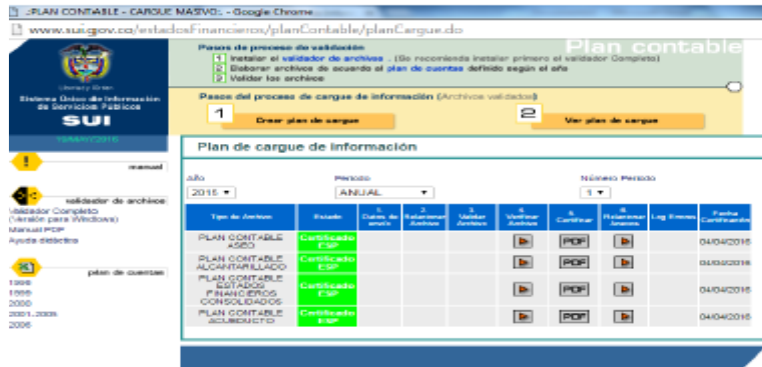 :PLAN CONTABLE - CARGUE MASIVO:. - Google Chrome
www.sui.gov.co/estadosFinancieros/planContable/planCargue.do
Plan contable
Pasos de proceso de validación
1 Instalar el validador de archivos . (Se recomienda instalar primero el validador Completo)
2 Elaborar archivos de acuerdo al plan de cuentas definido según el año
3 Validar los archivos
Libertad y Orden
Sistema Único de Información
de Servicios Públicos
SUI
Pasos del proceso de cargue de información (Archivos validados)
1 Crear plan de cargue
2 Ver plan de cargue
Plan de cargue de información
manual
validador de archivos
Validador Completo
(Versión para Windows)
Manual PDF
Ayuda didáctica
plan de cuentas
1998
1999
2000
2001-2005
2006
Año Periodo Número Periodo
2015 ANUAL 1
Tipo de Archivo Estado 1. Datos de envío 2. Relacionar Archivo 3. Validar Archivo 4. Verificar Archivo 5. Certificar 6. Relacionar Anexos Log Errores Fecha Certificación
PLAN CONTABLE ASEO Certificado ESP PDF 04/04/2016
PLAN CONTABLE ALCANTARILLADO Certificado ESP PDF 04/04/2016
PLAN CONTABLE ESTADOS FINANCIEROS CONSOLIDADOS Certificado ESP PDF 04/04/2016
PLAN CONTABLE ACUEDUCTO Certificado ESP PDF 04/04/2016